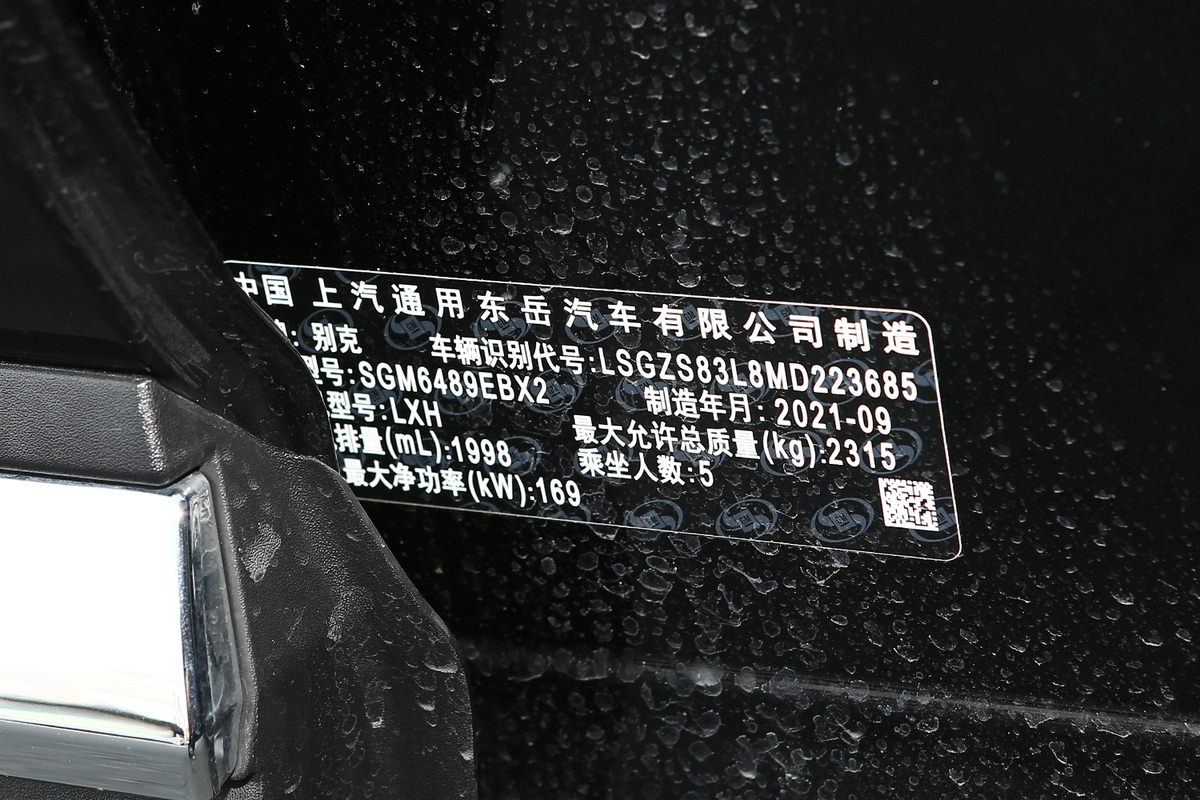 中国 上汽通用东岳汽车有限公司制造
: 别克 车辆识别代号:LSGZS83L8MD223685
型号:SGM6489EBX2 制造年月: 2021-09
型号:LXH 最大允许总质量(kg):2315
排量(mL):1998 乘坐人数:5
最大净功率(kW):169